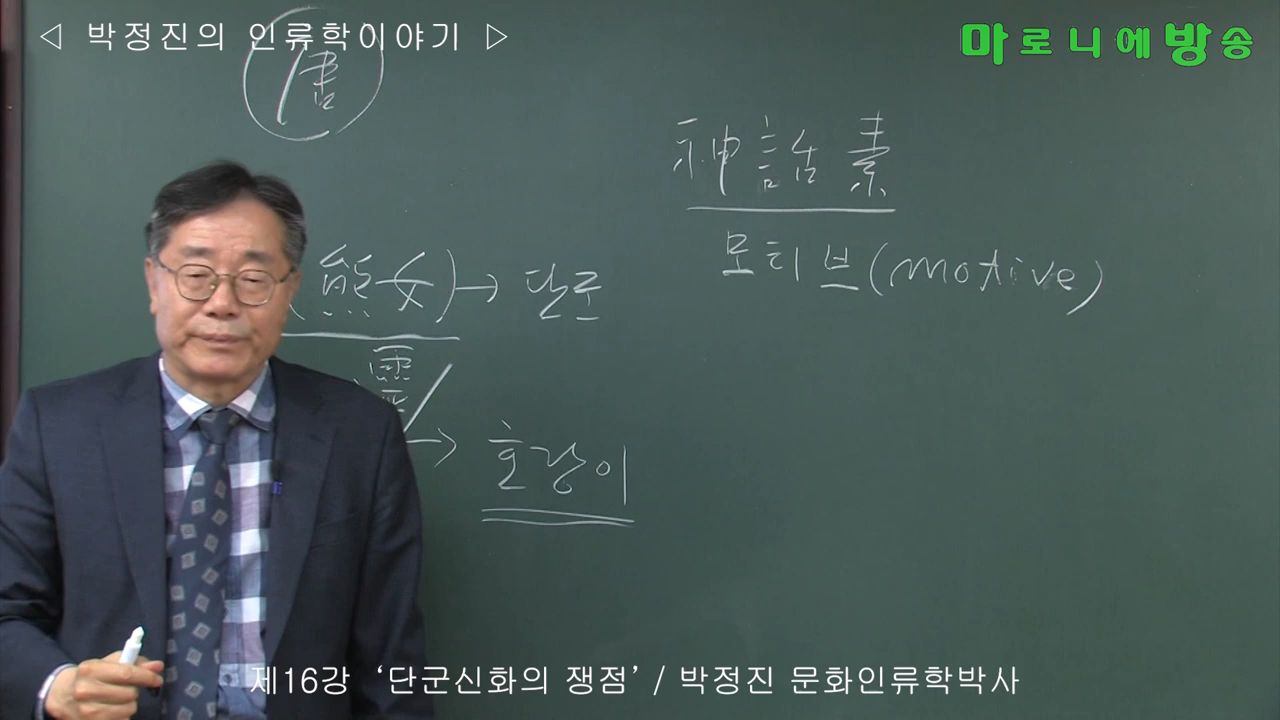 ◁ 박정진의 인류학이야기 ▷
마로니에방송
神話素
모티브(motive)
(熊女)→ 단군
靈
→ 호랑이
제16강 ‘단군신화의 쟁점’ / 박정진 문화인류학박사